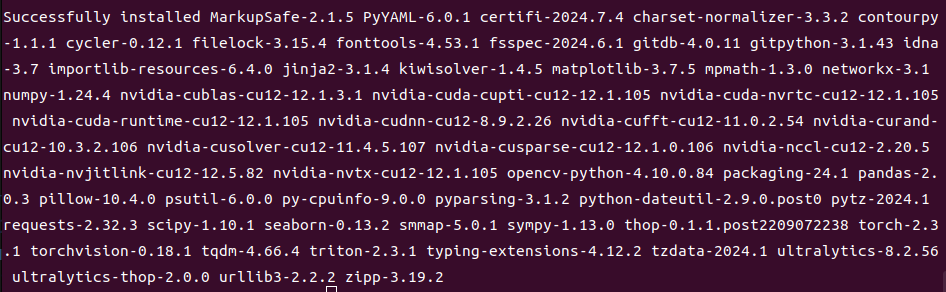 Successfully installed MarkupSafe-2.1.5 PyYAML-6.0.1 certifi-2024.7.4 charset-normalizer-3.3.2 contourpy
-1.1.1 cycler-0.12.1 filelock-3.15.4 fonttools-4.53.1 fsspec-2024.6.1 gitdb-4.0.11 gitpython-3.1.43 idna
-3.7 importlib-resources-6.4.0 jinja2-3.1.4 kiwisolver-1.4.5 matplotlib-3.7.5 mpmath-1.3.0 networkx-3.1
numpy-1.24.4 nvidia-cublas-cu12-12.1.3.1 nvidia-cuda-cupti-cu12-12.1.105 nvidia-cuda-nvrtc-cu12-12.1.105
nvidia-cuda-runtime-cu12-12.1.105 nvidia-cudnn-cu12-8.9.2.26 nvidia-cufft-cu12-11.0.2.54 nvidia-curand-
cu12-10.3.2.106 nvidia-cusolver-cu12-11.4.5.107 nvidia-cusparse-cu12-12.1.0.106 nvidia-nccl-cu12-2.20.5
nvidia-nvjitlink-cu12-12.5.82 nvidia-nvtx-cu12-12.1.105 opencv-python-4.10.0.84 packaging-24.1 pandas-2.
0.3 pillow-10.4.0 psutil-6.0.0 py-cpuinfo-9.0.0 pyparsing-3.1.2 python-dateutil-2.9.0.post0 pytz-2024.1
requests-2.32.3 scipy-1.10.1 seaborn-0.13.2 smmap-5.0.1 sympy-1.13.0 thop-0.1.1.post2209072238 torch-2.3
.1 torchvision-0.18.1 tqdm-4.66.4 triton-2.3.1 typing-extensions-4.12.2 tzdata-2024.1 ultralytics-8.2.56
ultralytics-thop-2.0.0 urllib3-2.2.2 zipp-3.19.2